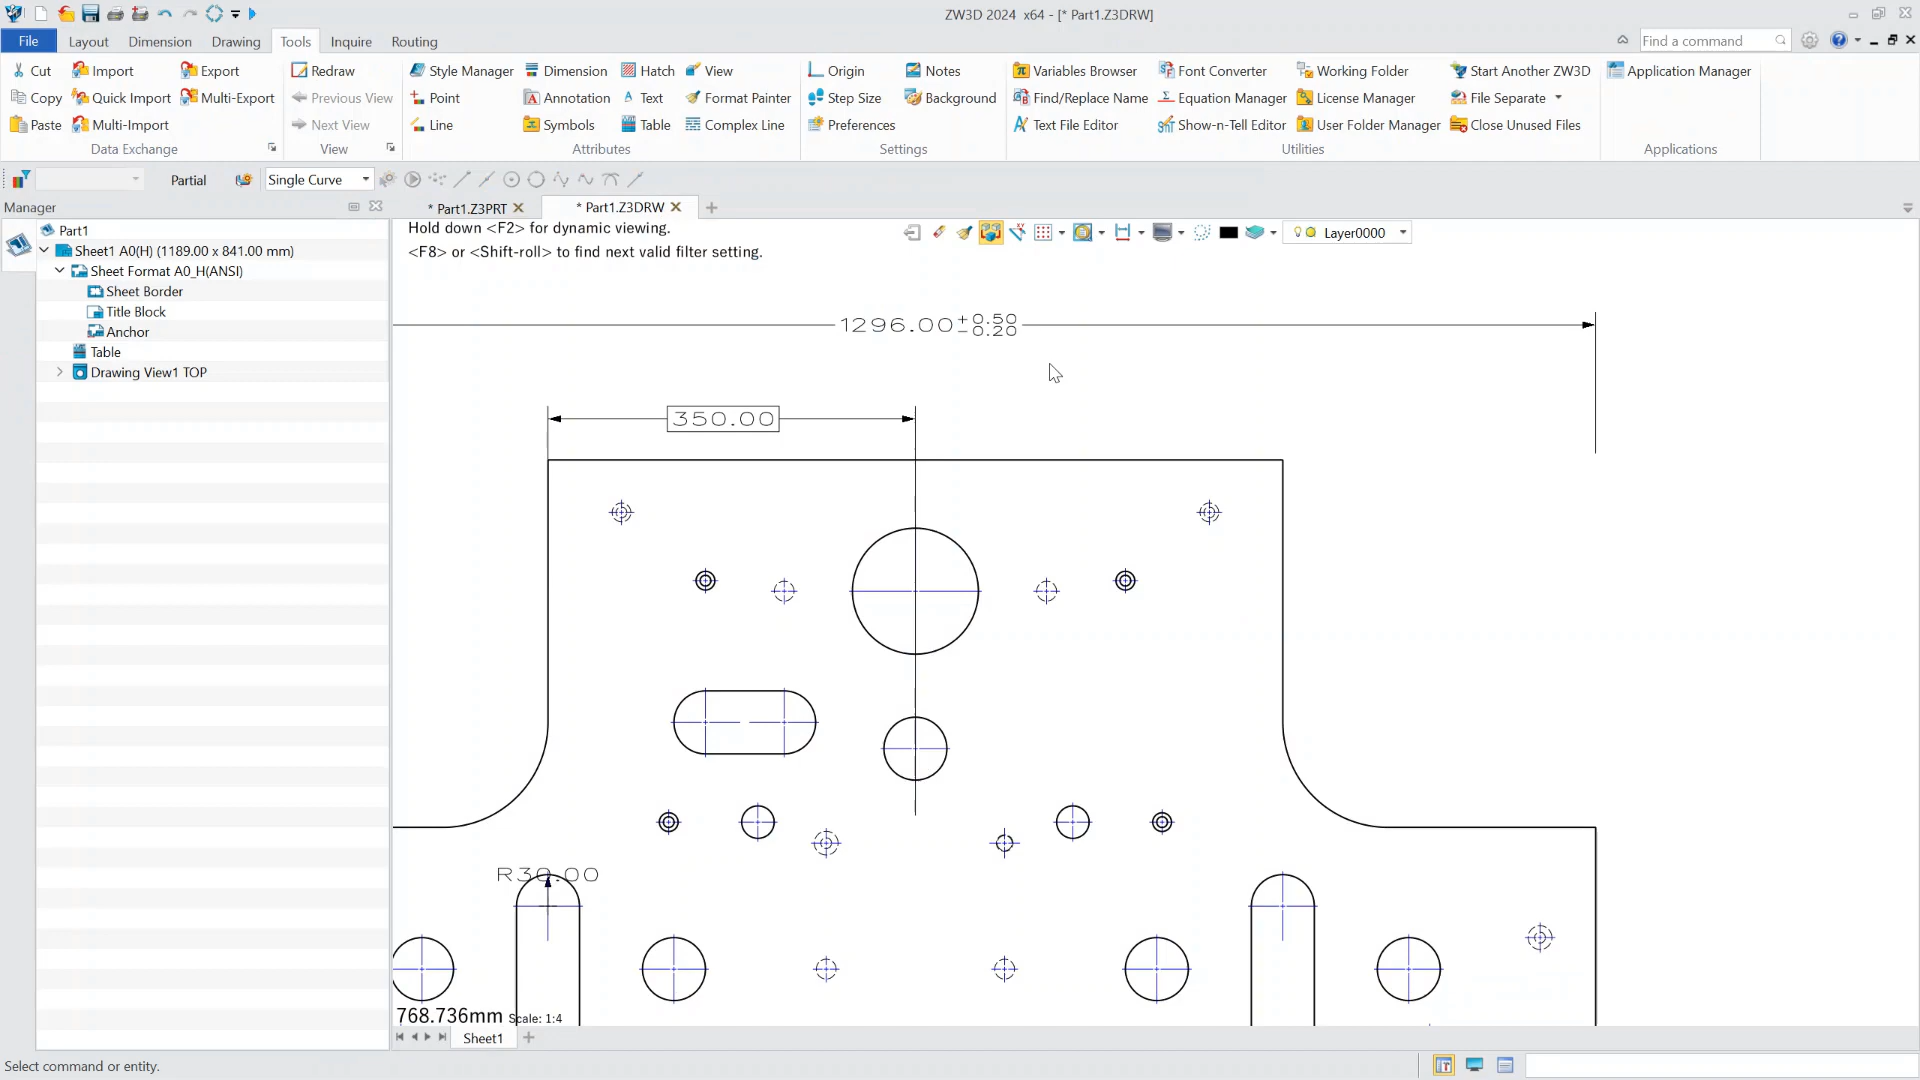 ZW3D 2024 x64 - [* Part1.Z3DRW]
File Layout Dimension Drawing Tools Inquire Routing Find a command
Cut Import Export Redraw Style Manager Dimension Hatch View Origin Notes Variables Browser Font Converter Working Folder Start Another ZW3D Application Manager
Copy Quick Import Multi-Export Previous View Point Annotation Text Format Painter Step Size Background Find/Replace Name Equation Manager License Manager File Separate
Paste Multi-Import Next View Line Symbols Table Complex Line Preferences Text File Editor Show-n-Tell Editor User Folder Manager Close Unused Files
Data Exchange View Attributes Settings Utilities Applications
Partial Single Curve
Manager * Part1.Z3PRT * Part1.Z3DRW
Hold down <F2> for dynamic viewing.
<F8> or <Shift-roll> to find next valid filter setting.
Layer0000
Part1
Sheet1 A0(H) (1189.00 x 841.00 mm)
Sheet Format A0_H(ANSI)
Sheet Border
Title Block
Anchor
Table
Drawing View1 TOP
1296.00 +0.50
-0.20
350.00
R30.00
768.736mm Scale: 1:4
Sheet1
Select command or entity.